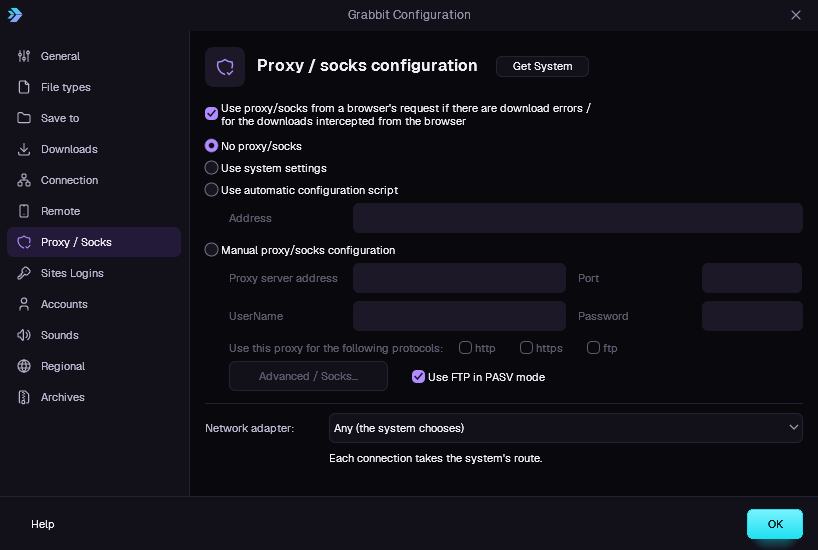 Grabbit Configuration
General
File types
Save to
Downloads
Connection
Remote
Proxy / Socks
Sites Logins
Accounts
Sounds
Regional
Archives
Proxy / socks configuration
Get System
Use proxy/socks from a browser's request if there are download errors /
for the downloads intercepted from the browser
No proxy/socks
Use system settings
Use automatic configuration script
Address
Manual proxy/socks configuration
Proxy server address
Port
UserName
Password
Use this proxy for the following protocols:
http
https
ftp
Advanced / Socks...
Use FTP in PASV mode
Network adapter:
Any (the system chooses)
Each connection takes the system's route.
Help
OK